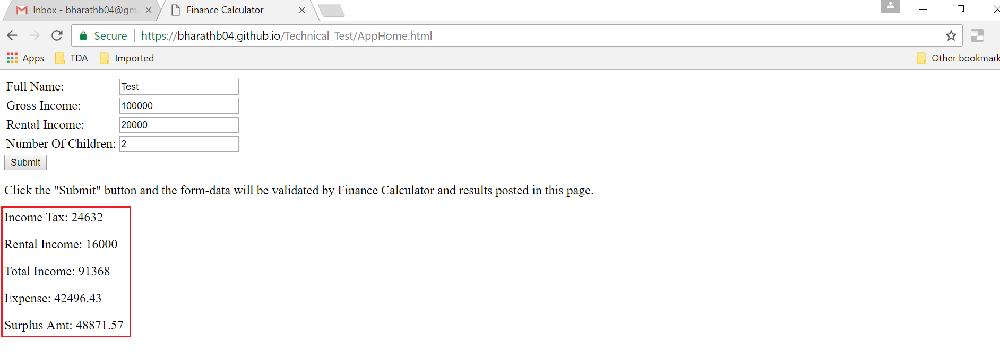 Inbox - bharathb04@gm
Finance Calculator
Secure https://bharathb04.github.io/Technical_Test/AppHome.html
Apps TDA Imported Other bookmark
Full Name: Test
Gross Income: 100000
Rental Income: 20000
Number Of Children: 2
Submit
Click the "Submit" button and the form-data will be validated by Finance Calculator and results posted in this page.
Income Tax: 24632
Rental Income: 16000
Total Income: 91368
Expense: 42496.43
Surplus Amt: 48871.57